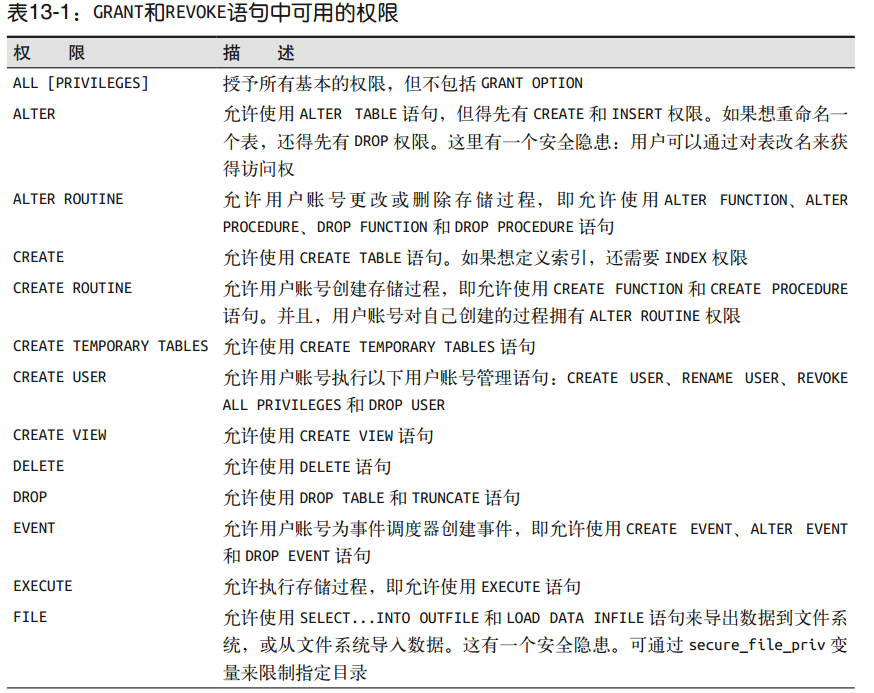 表13-1：GRANT和REVOKE语句中可用的权限
权 限 描 述
ALL [PRIVILEGES] 授予所有基本的权限，但不包括 GRANT OPTION
ALTER 允许使用 ALTER TABLE 语句，但得先有 CREATE 和 INSERT 权限。如果想重命名一
个表，还得先有 DROP 权限。这里有一个安全隐患：用户可以通过对表改名来获
得访问权
ALTER ROUTINE 允许用户账号更改或删除存储过程，即允许使用 ALTER FUNCTION、ALTER
PROCEDURE、DROP FUNCTION 和 DROP PROCEDURE 语句
CREATE 允许使用 CREATE TABLE 语句。如果想定义索引，还需要 INDEX 权限
CREATE ROUTINE 允许用户账号创建存储过程，即允许使用 CREATE FUNCTION 和 CREATE PROCEDURE
语句。并且，用户账号对自己创建的过程拥有 ALTER ROUTINE 权限
CREATE TEMPORARY TABLES 允许使用 CREATE TEMPORARY TABLES 语句
CREATE USER 允许用户账号执行以下用户账号管理语句：CREATE USER、RENAME USER、REVOKE
ALL PRIVILEGES 和 DROP USER
CREATE VIEW 允许使用 CREATE VIEW 语句
DELETE 允许使用 DELETE 语句
DROP 允许使用 DROP TABLE 和 TRUNCATE 语句
EVENT 允许用户账号为事件调度器创建事件，即允许使用 CREATE EVENT、ALTER EVENT
和 DROP EVENT 语句
EXECUTE 允许执行存储过程，即允许使用 EXECUTE 语句
FILE 允许使用 SELECT...INTO OUTFILE 和 LOAD DATA INFILE 语句来导出数据到文件系
统，或从文件系统导入数据。这有一个安全隐患。可通过 secure_file_priv 变
量来限制指定目录